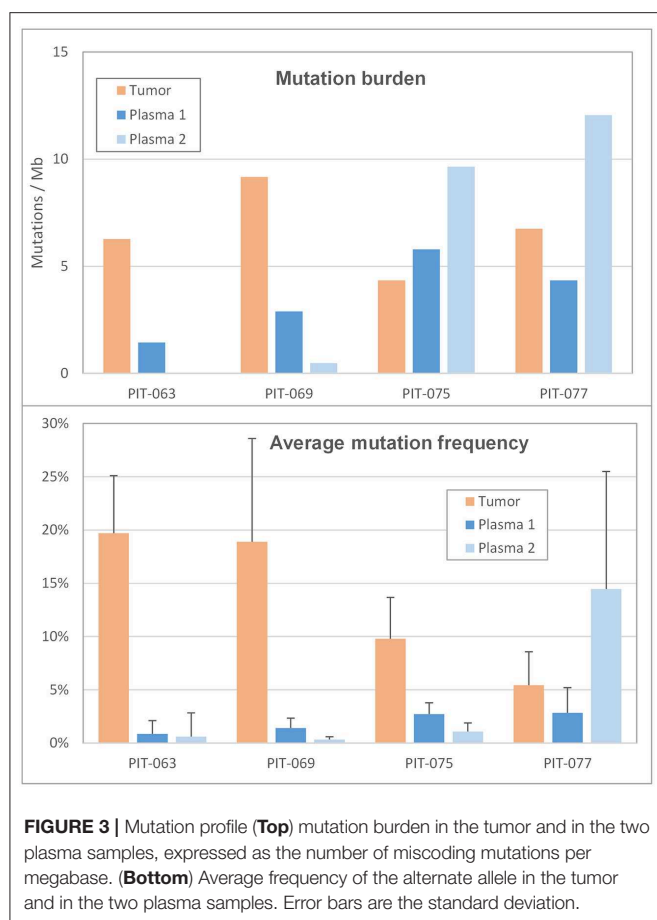 15
Mutation burden
Tumor
Plasma 1
Plasma 2
10
Mutations / Mb
5
0
PIT-063 PIT-069 PIT-075 PIT-077
30%
Average mutation frequency
25%
Tumor
Plasma 1
Plasma 2
20%
15%
10%
5%
0%
PIT-063 PIT-069 PIT-075 PIT-077
FIGURE 3 | Mutation profile (Top) mutation burden in the tumor and in the two
plasma samples, expressed as the number of miscoding mutations per
megabase. (Bottom) Average frequency of the alternate allele in the tumor
and in the two plasma samples. Error bars are the standard deviation.